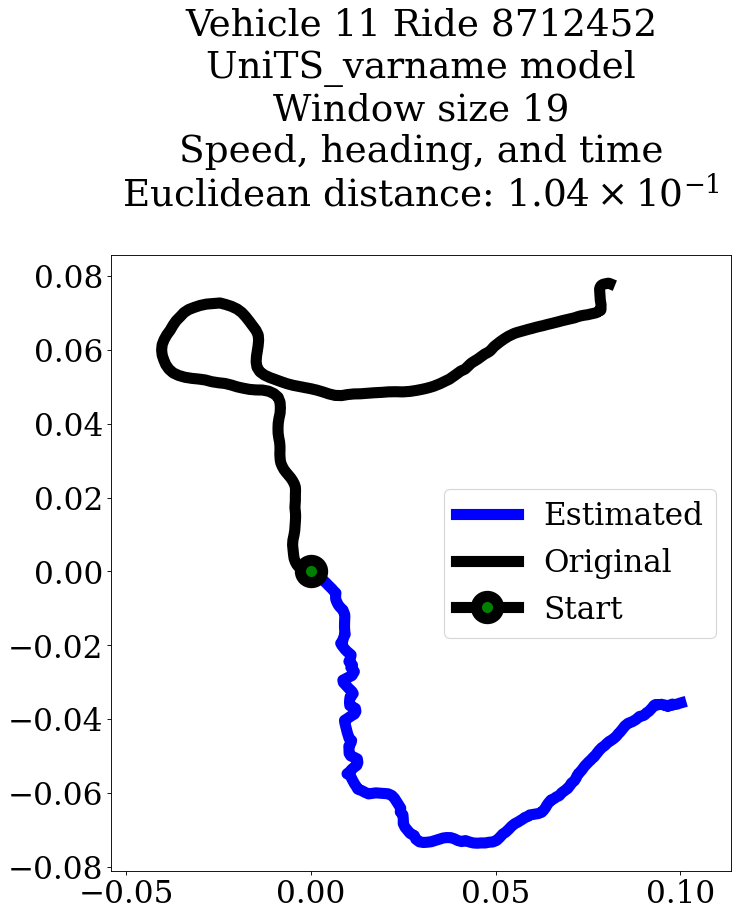 Vehicle 11 Ride 8712452
UniTS_varname model
Window size 19
Speed, heading, and time
Euclidean distance: 1.04 × 10⁻¹
0.08
0.06
0.04
0.02
0.00
−0.02
−0.04
−0.06
−0.08
Estimated
Original
Start
−0.05 0.00 0.05 0.10